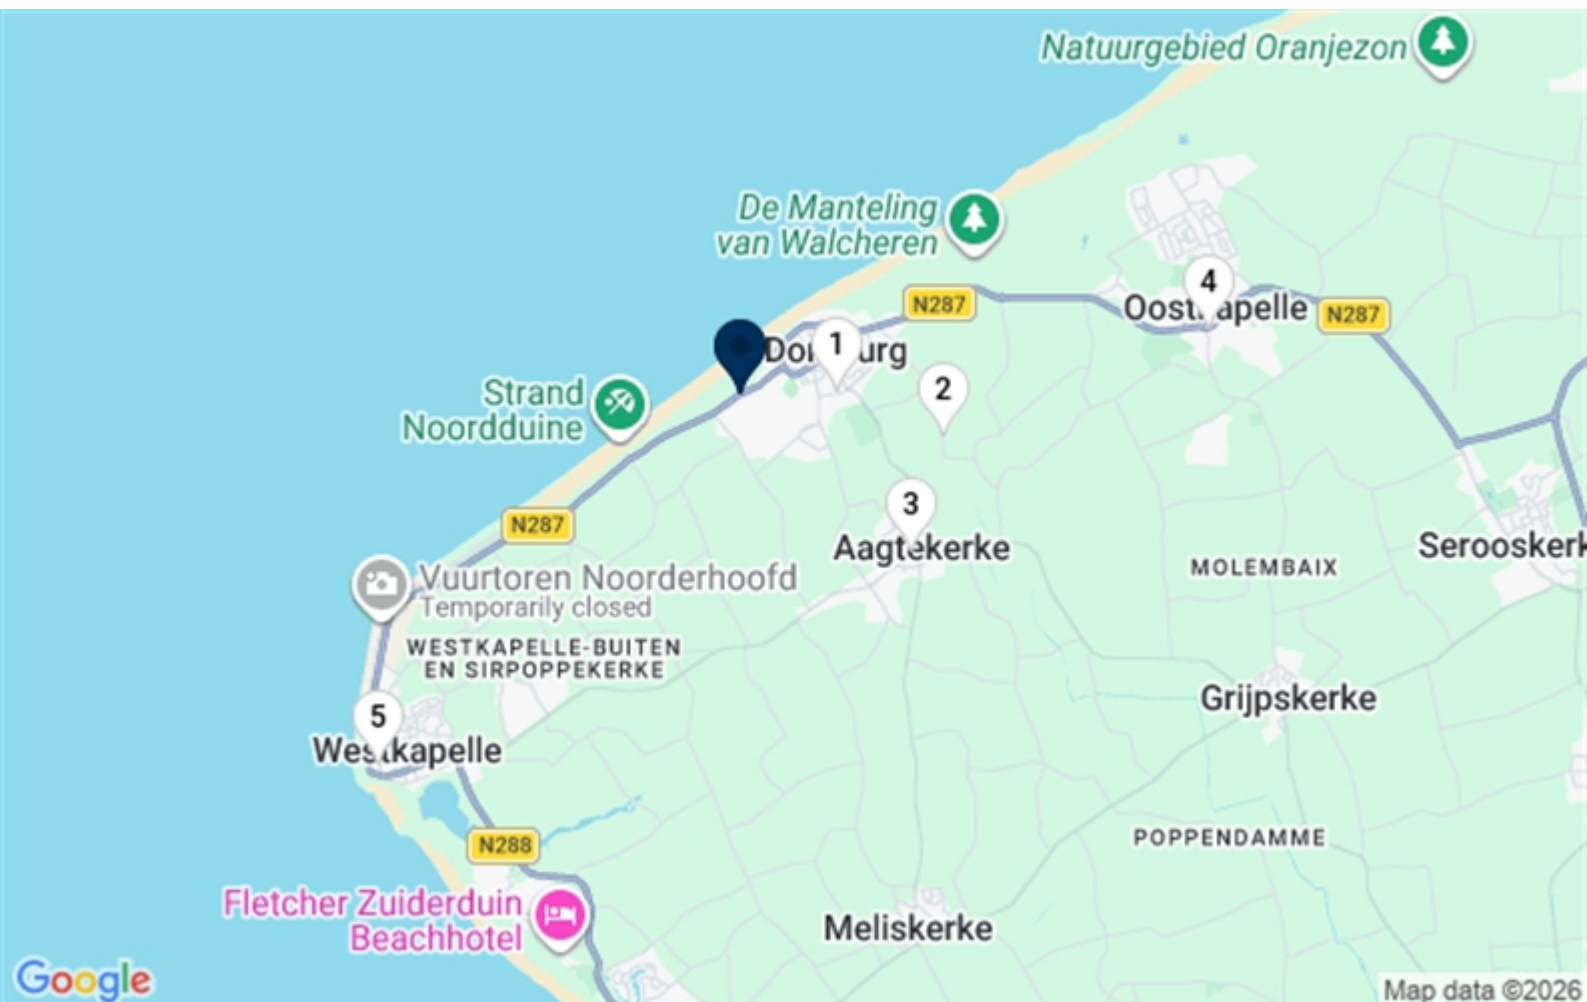 Natuurgebied Oranjezon
De Manteling
van Walcheren
N287
4
N287
1
2
Strand
Noordduine
3
Aagtekerke
N287
MOLEMBAIX
Vuurtoren Noorderhoofd
Temporarily closed
WESTKAPELLE-BUITEN
EN SIRPOPPEKERKE
Grijpskerke
5
Westkapelle
N288
POPPENDAMME
Fletcher Zuiderduin
Beachhotel
Meliskerke
Google
Map data ©2026